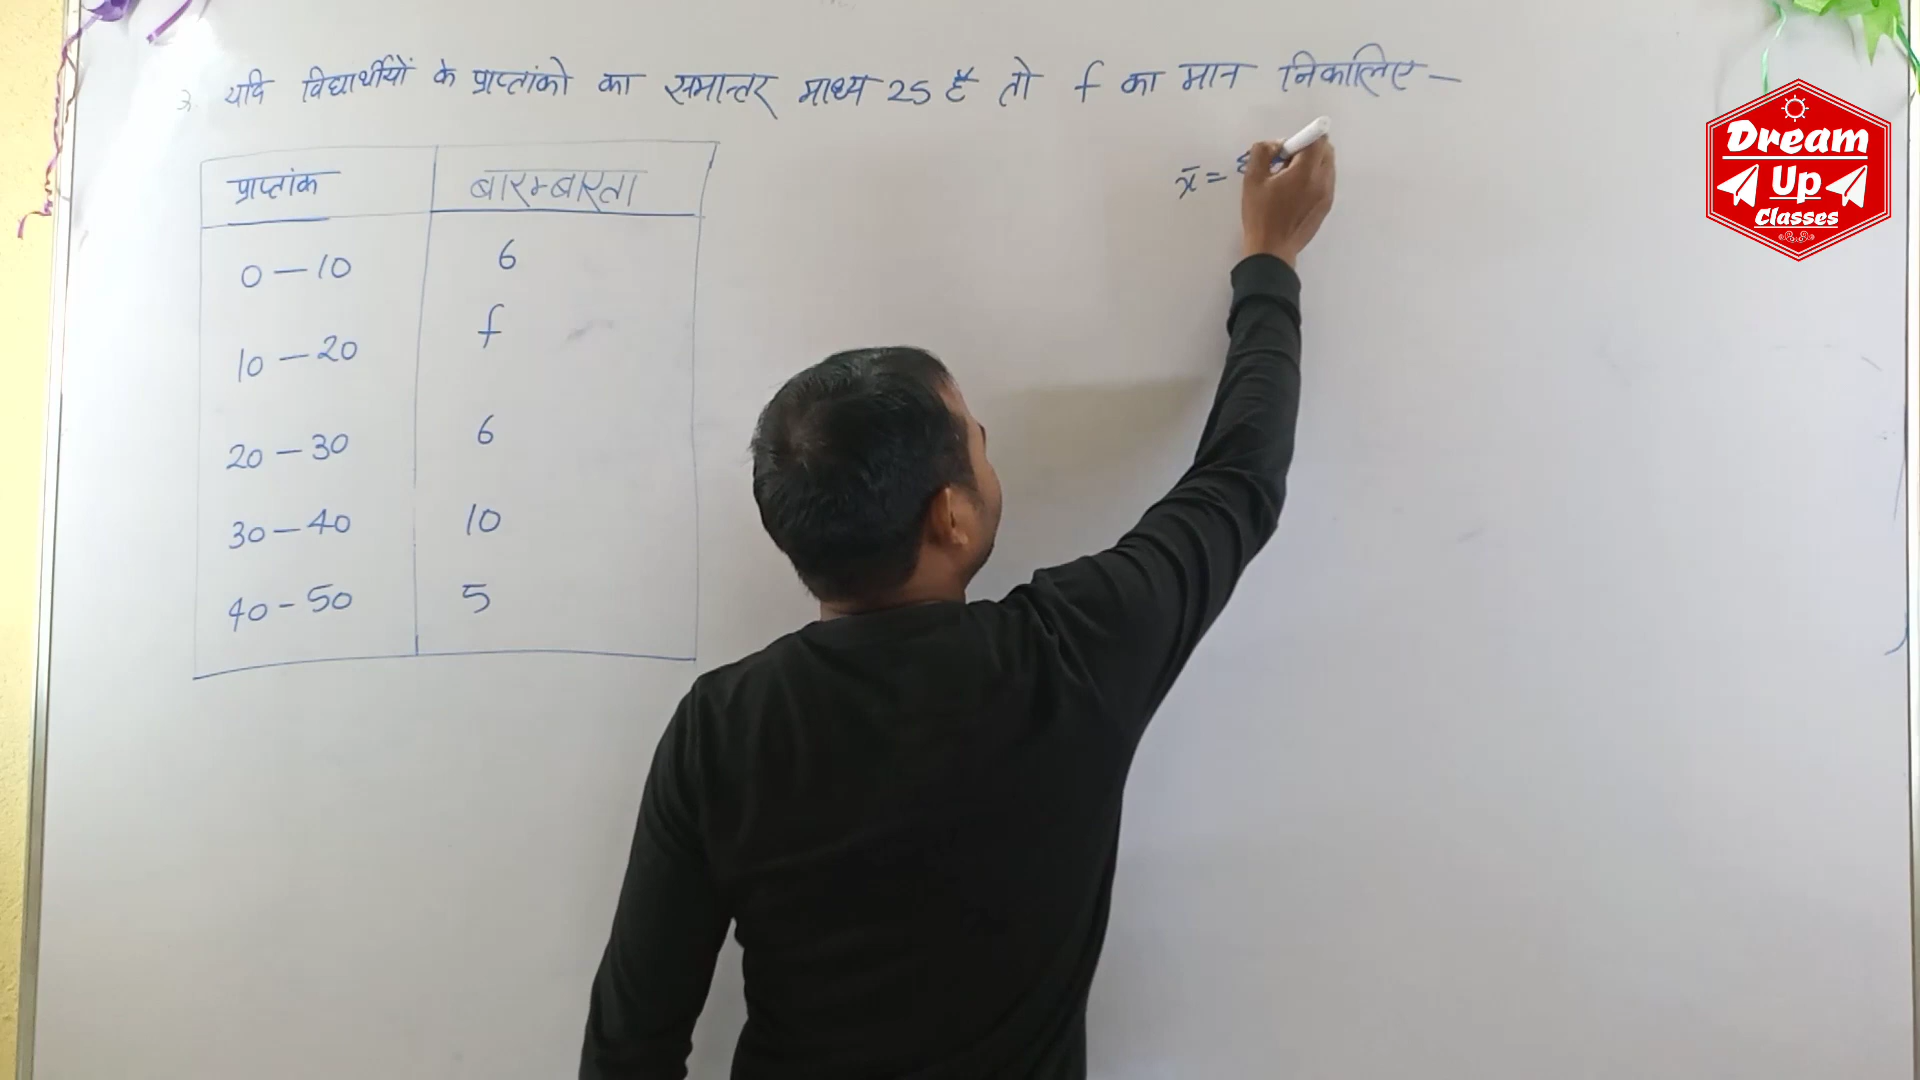 3. यदि विद्यार्थीयों के प्राप्तांको का समान्तर माध्य 25 है तो f का मान निकालिए —
x̄ = Σ
प्राप्तांक बारम्बारता
0 — 10 6
10 — 20 f
20 — 30 6
30 — 40 10
40 - 50 5
Dream
Up
Classes